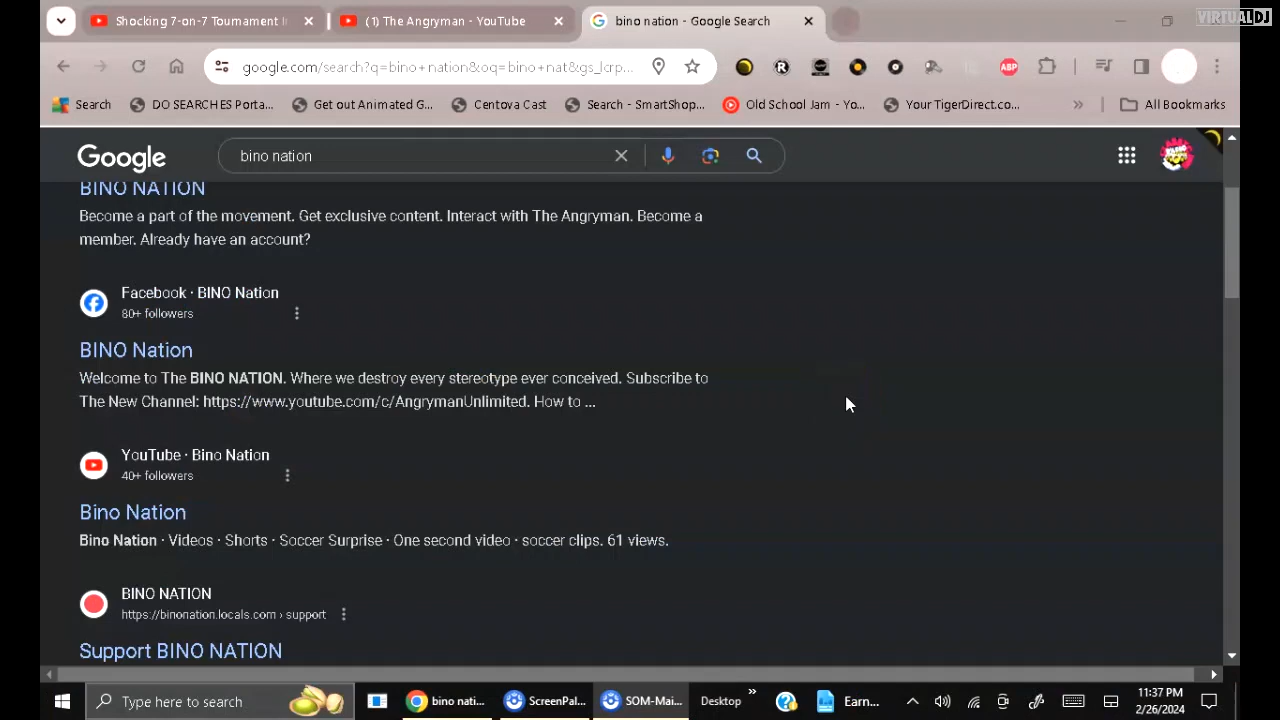 VIRTUALDJ
Shocking 7-on-7 Tournament I
(1) The Angryman - YouTube
bino nation - Google Search
google.com/search?q=bino+nation&oq=bino+nat&gs_lcrp...
ABP
Search
DO SEARCHES Porta...
Get out Animated G...
Centova Cast
Search - SmartShop...
Old School Jam - Yo...
Your TigerDirect.co...
»
All Bookmarks
Google
bino nation
BINO NATION
Become a part of the movement. Get exclusive content. Interact with The Angryman. Become a
member. Already have an account?
Facebook · BINO Nation
80+ followers
BINO Nation
Welcome to The BINO NATION. Where we destroy every stereotype ever conceived. Subscribe to
The New Channel: https://www.youtube.com/c/AngrymanUnlimited. How to ...
YouTube · Bino Nation
40+ followers
Bino Nation
Bino Nation · Videos · Shorts · Soccer Surprise · One second video · soccer clips. 61 views.
BINO NATION
https://binonation.locals.com › support
Support BINO NATION
Type here to search
bino nati...
ScreenPal...
SOM-Mai...
Desktop
»
Earn...
11:37 PM
2/26/2024